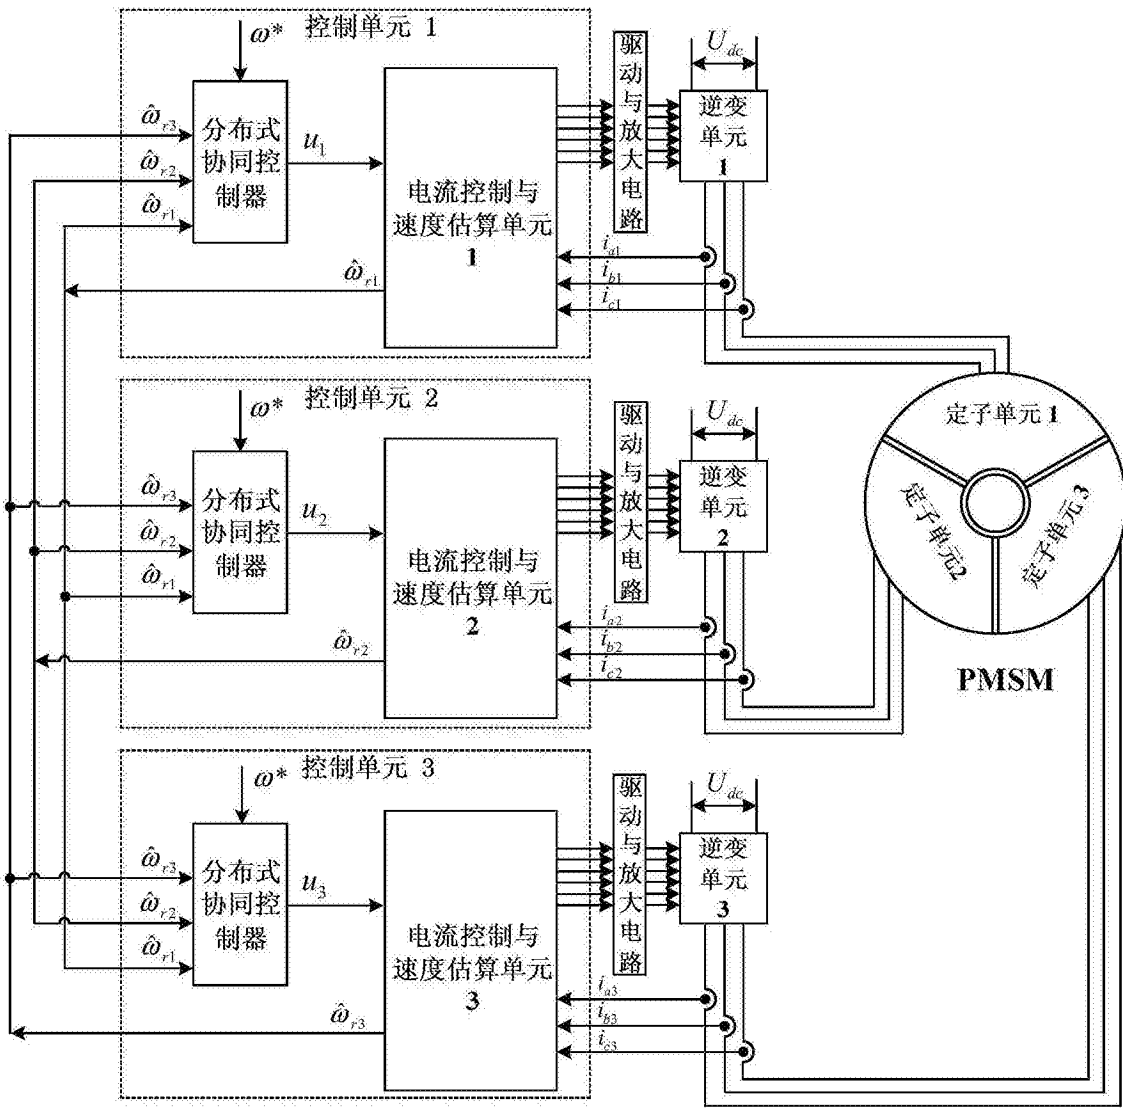 控制单元 1
ω*
ω̂r3
ω̂r2
ω̂r1
分布式
协同控
制器
u1
电流控制与
速度估算单元
1
ω̂r1
驱动与放大电路
Udc
逆变
单元
1
ia1
ib1
ic1
控制单元 2
ω*
ω̂r3
ω̂r2
ω̂r1
分布式
协同控
制器
u2
电流控制与
速度估算单元
2
ω̂r2
驱动与放大电路
Udc
逆变
单元
2
ia2
ib2
ic2
定子单元1
定子单元2
定子单元3
PMSM
控制单元 3
ω*
ω̂r3
ω̂r2
ω̂r1
分布式
协同控
制器
u3
电流控制与
速度估算单元
3
ω̂r3
驱动与放大电路
Udc
逆变
单元
3
ia3
ib3
ic3